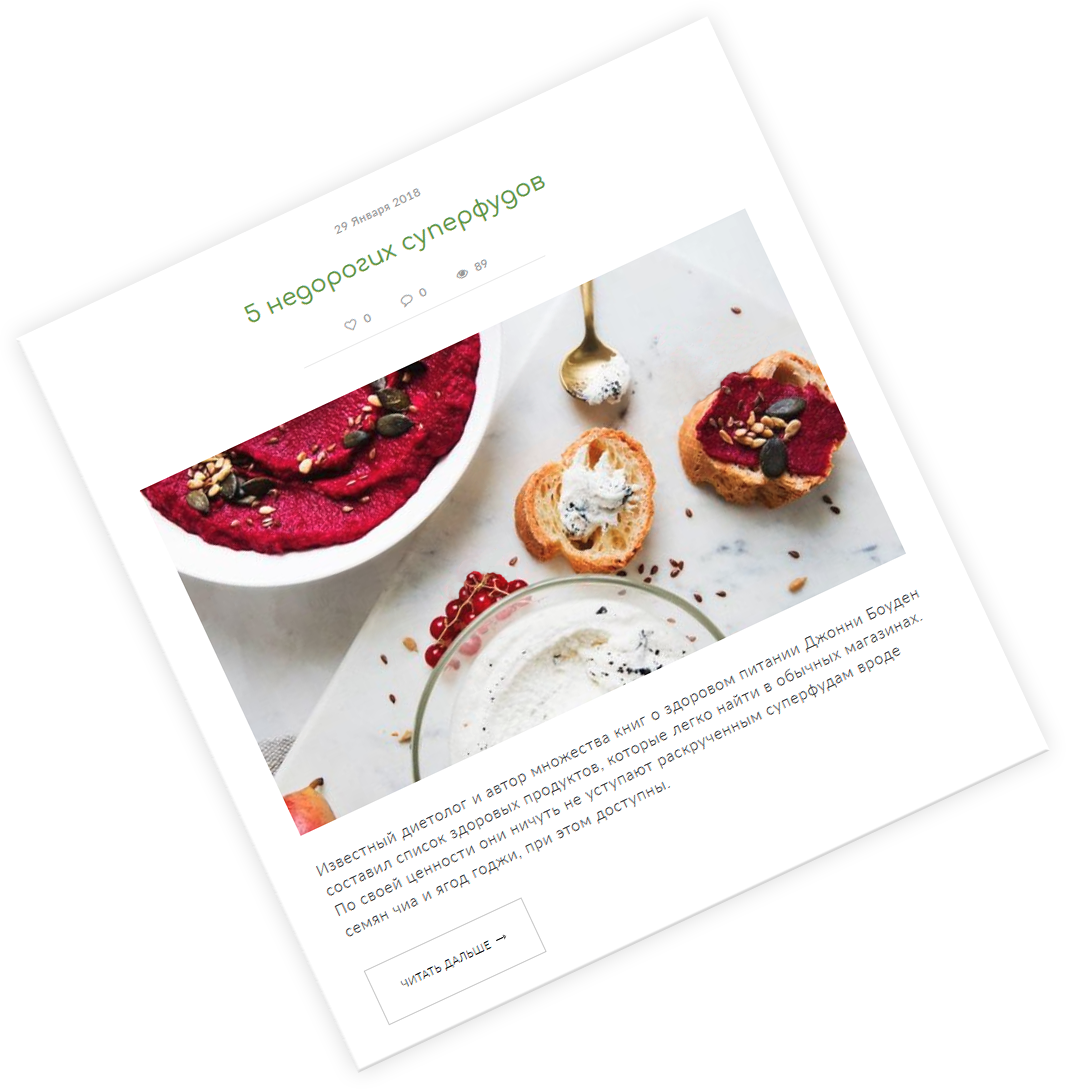 29 Января 2018
5 недорогих суперфудов
0 0 89
Известный диетолог и автор множества книг о здоровом питании Джонни Боуден
составил список здоровых продуктов, которые легко найти в обычных магазинах.
По своей ценности они ничуть не уступают раскрученным суперфудам вроде
семян чиа и ягод годжи, при этом доступны.
ЧИТАТЬ ДАЛЬШЕ →